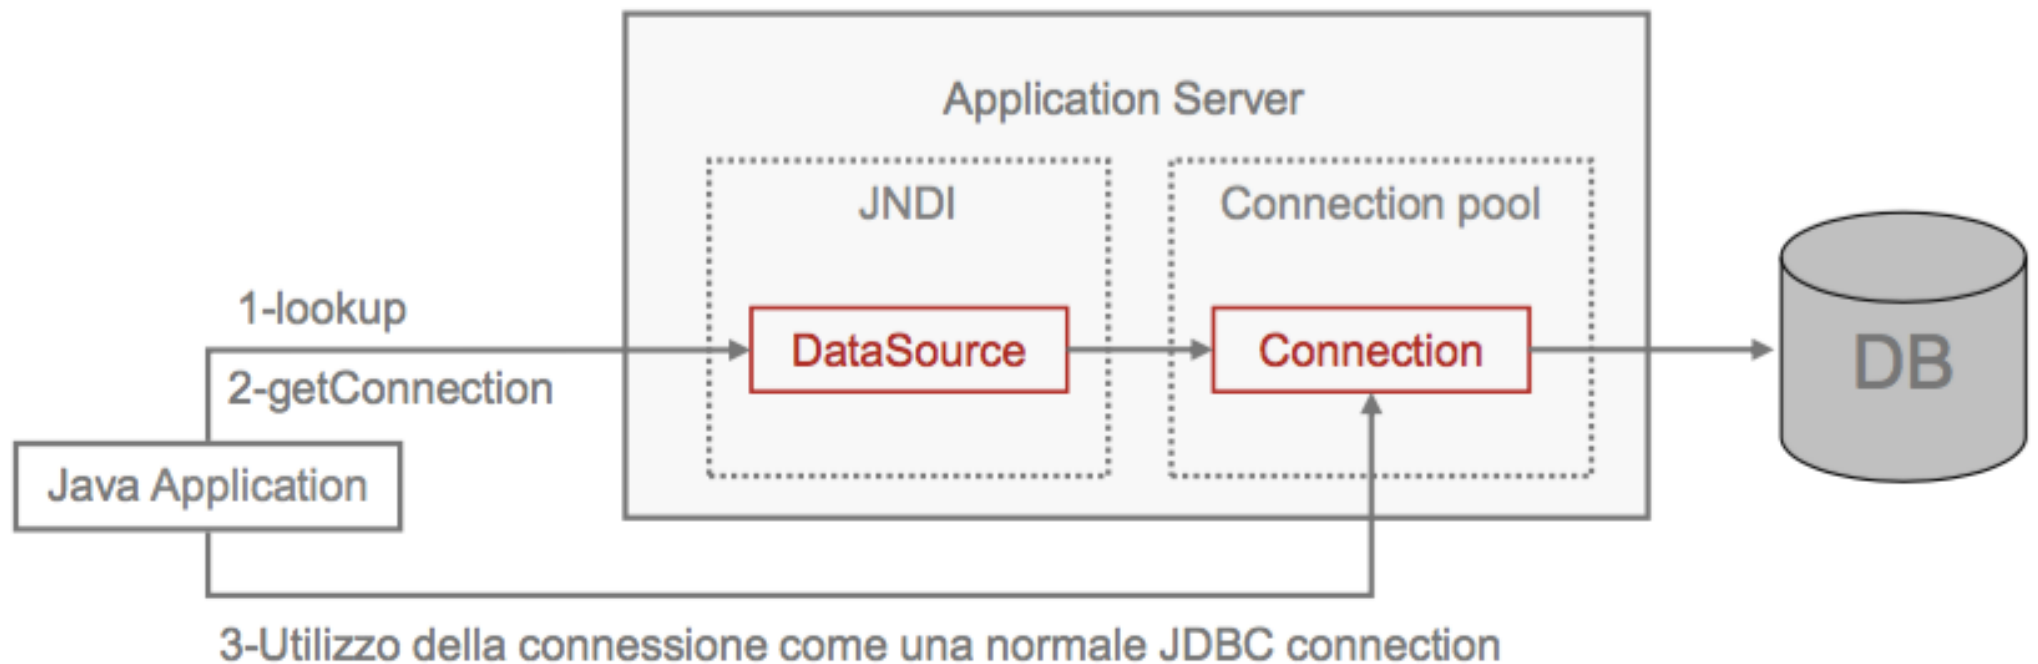 Application Server
JNDI
Connection pool
1-lookup
DataSource
Connection
DB
2-getConnection
Java Application
3-Utilizzo della connessione come una normale JDBC connection